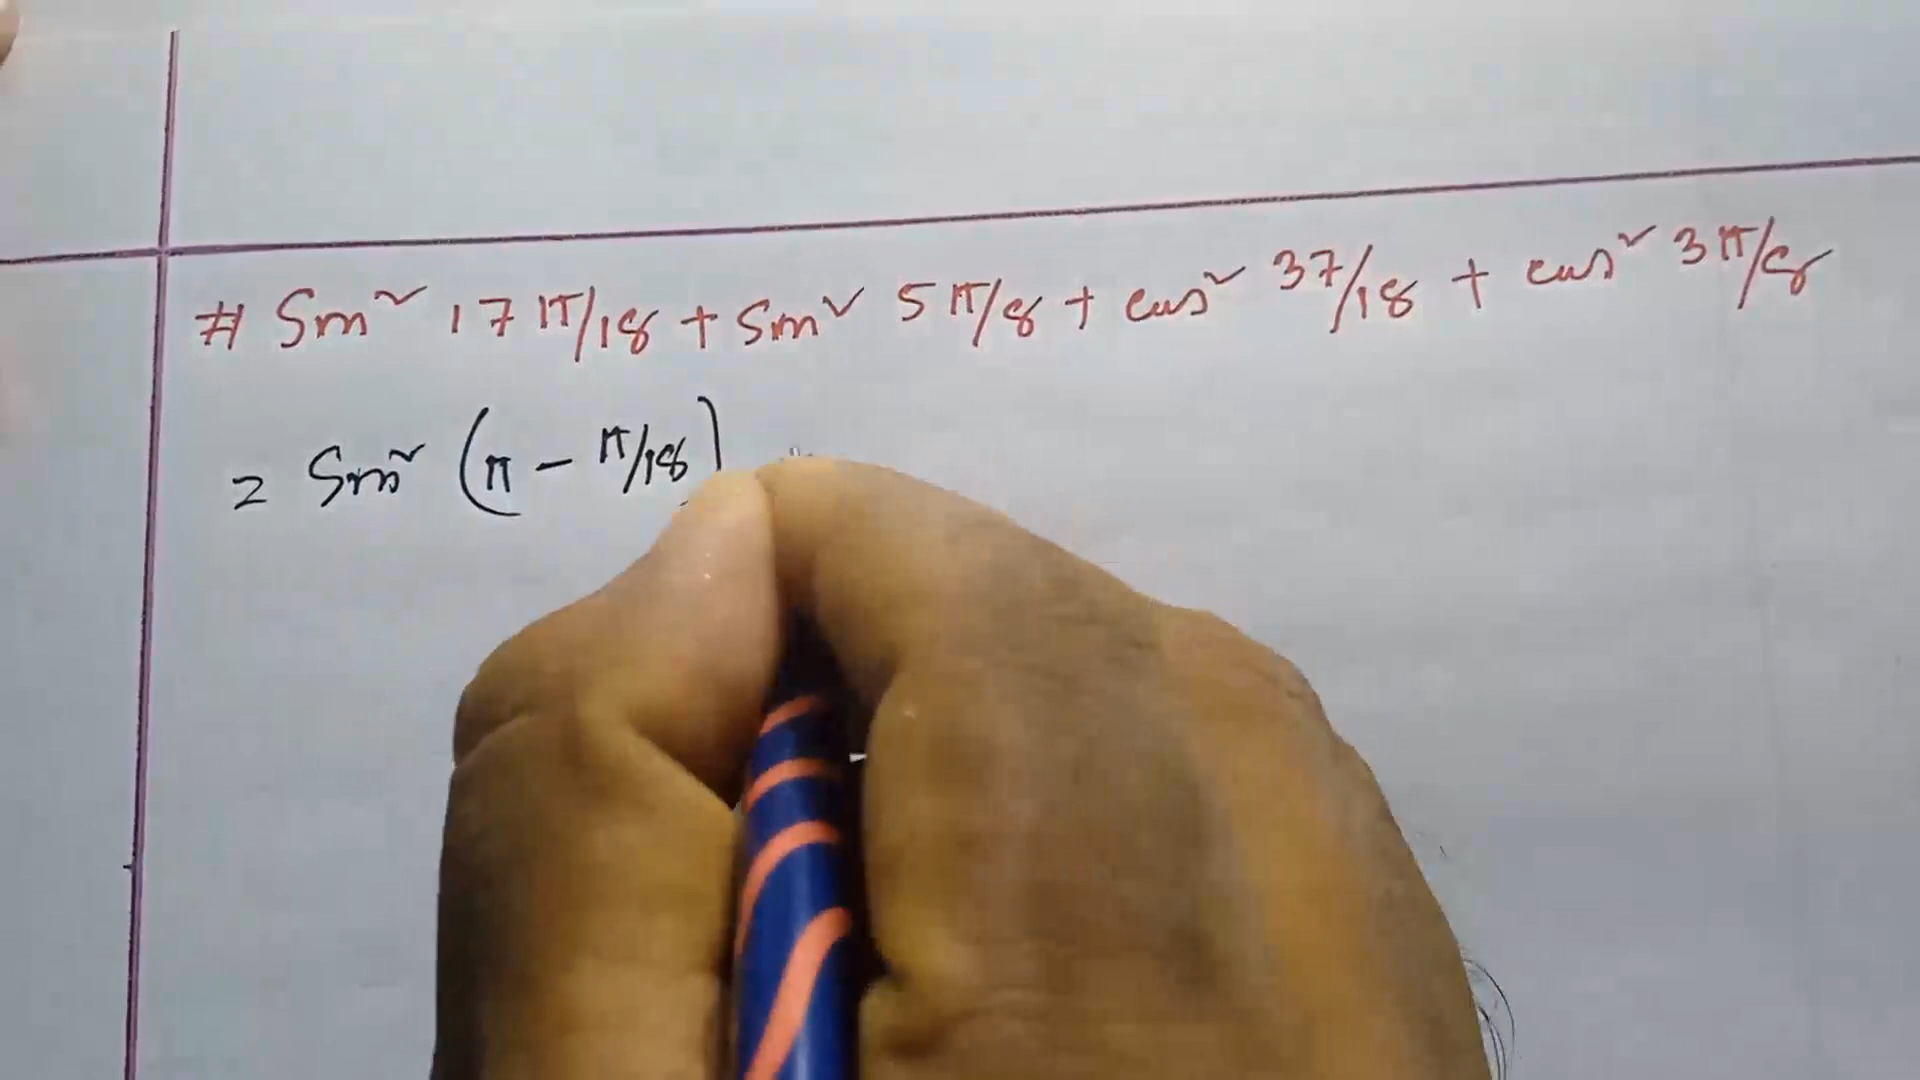 # Sin² 17π/18 + Sin² 5π/8 + cos² 37/18 + cos² 3π/8
= Sin² (π - π/18)